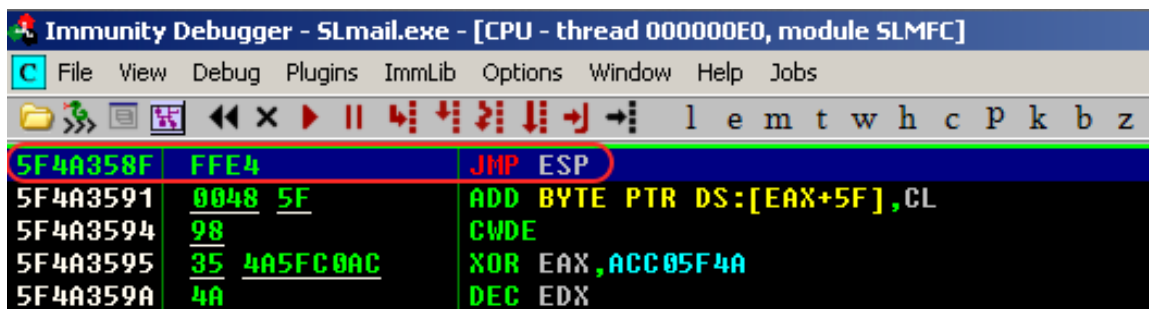 Immunity Debugger - SLmail.exe - [CPU - thread 000000E0, module SLMFC]
C File View Debug Plugins ImmLib Options Window Help Jobs
l e m t w h c P k b z
5F4A358F FFE4 JMP ESP
5F4A3591 0048 5F ADD BYTE PTR DS:[EAX+5F],CL
5F4A3594 98 CWDE
5F4A3595 35 4A5FC0AC XOR EAX,ACC05F4A
5F4A359A 4A DEC EDX